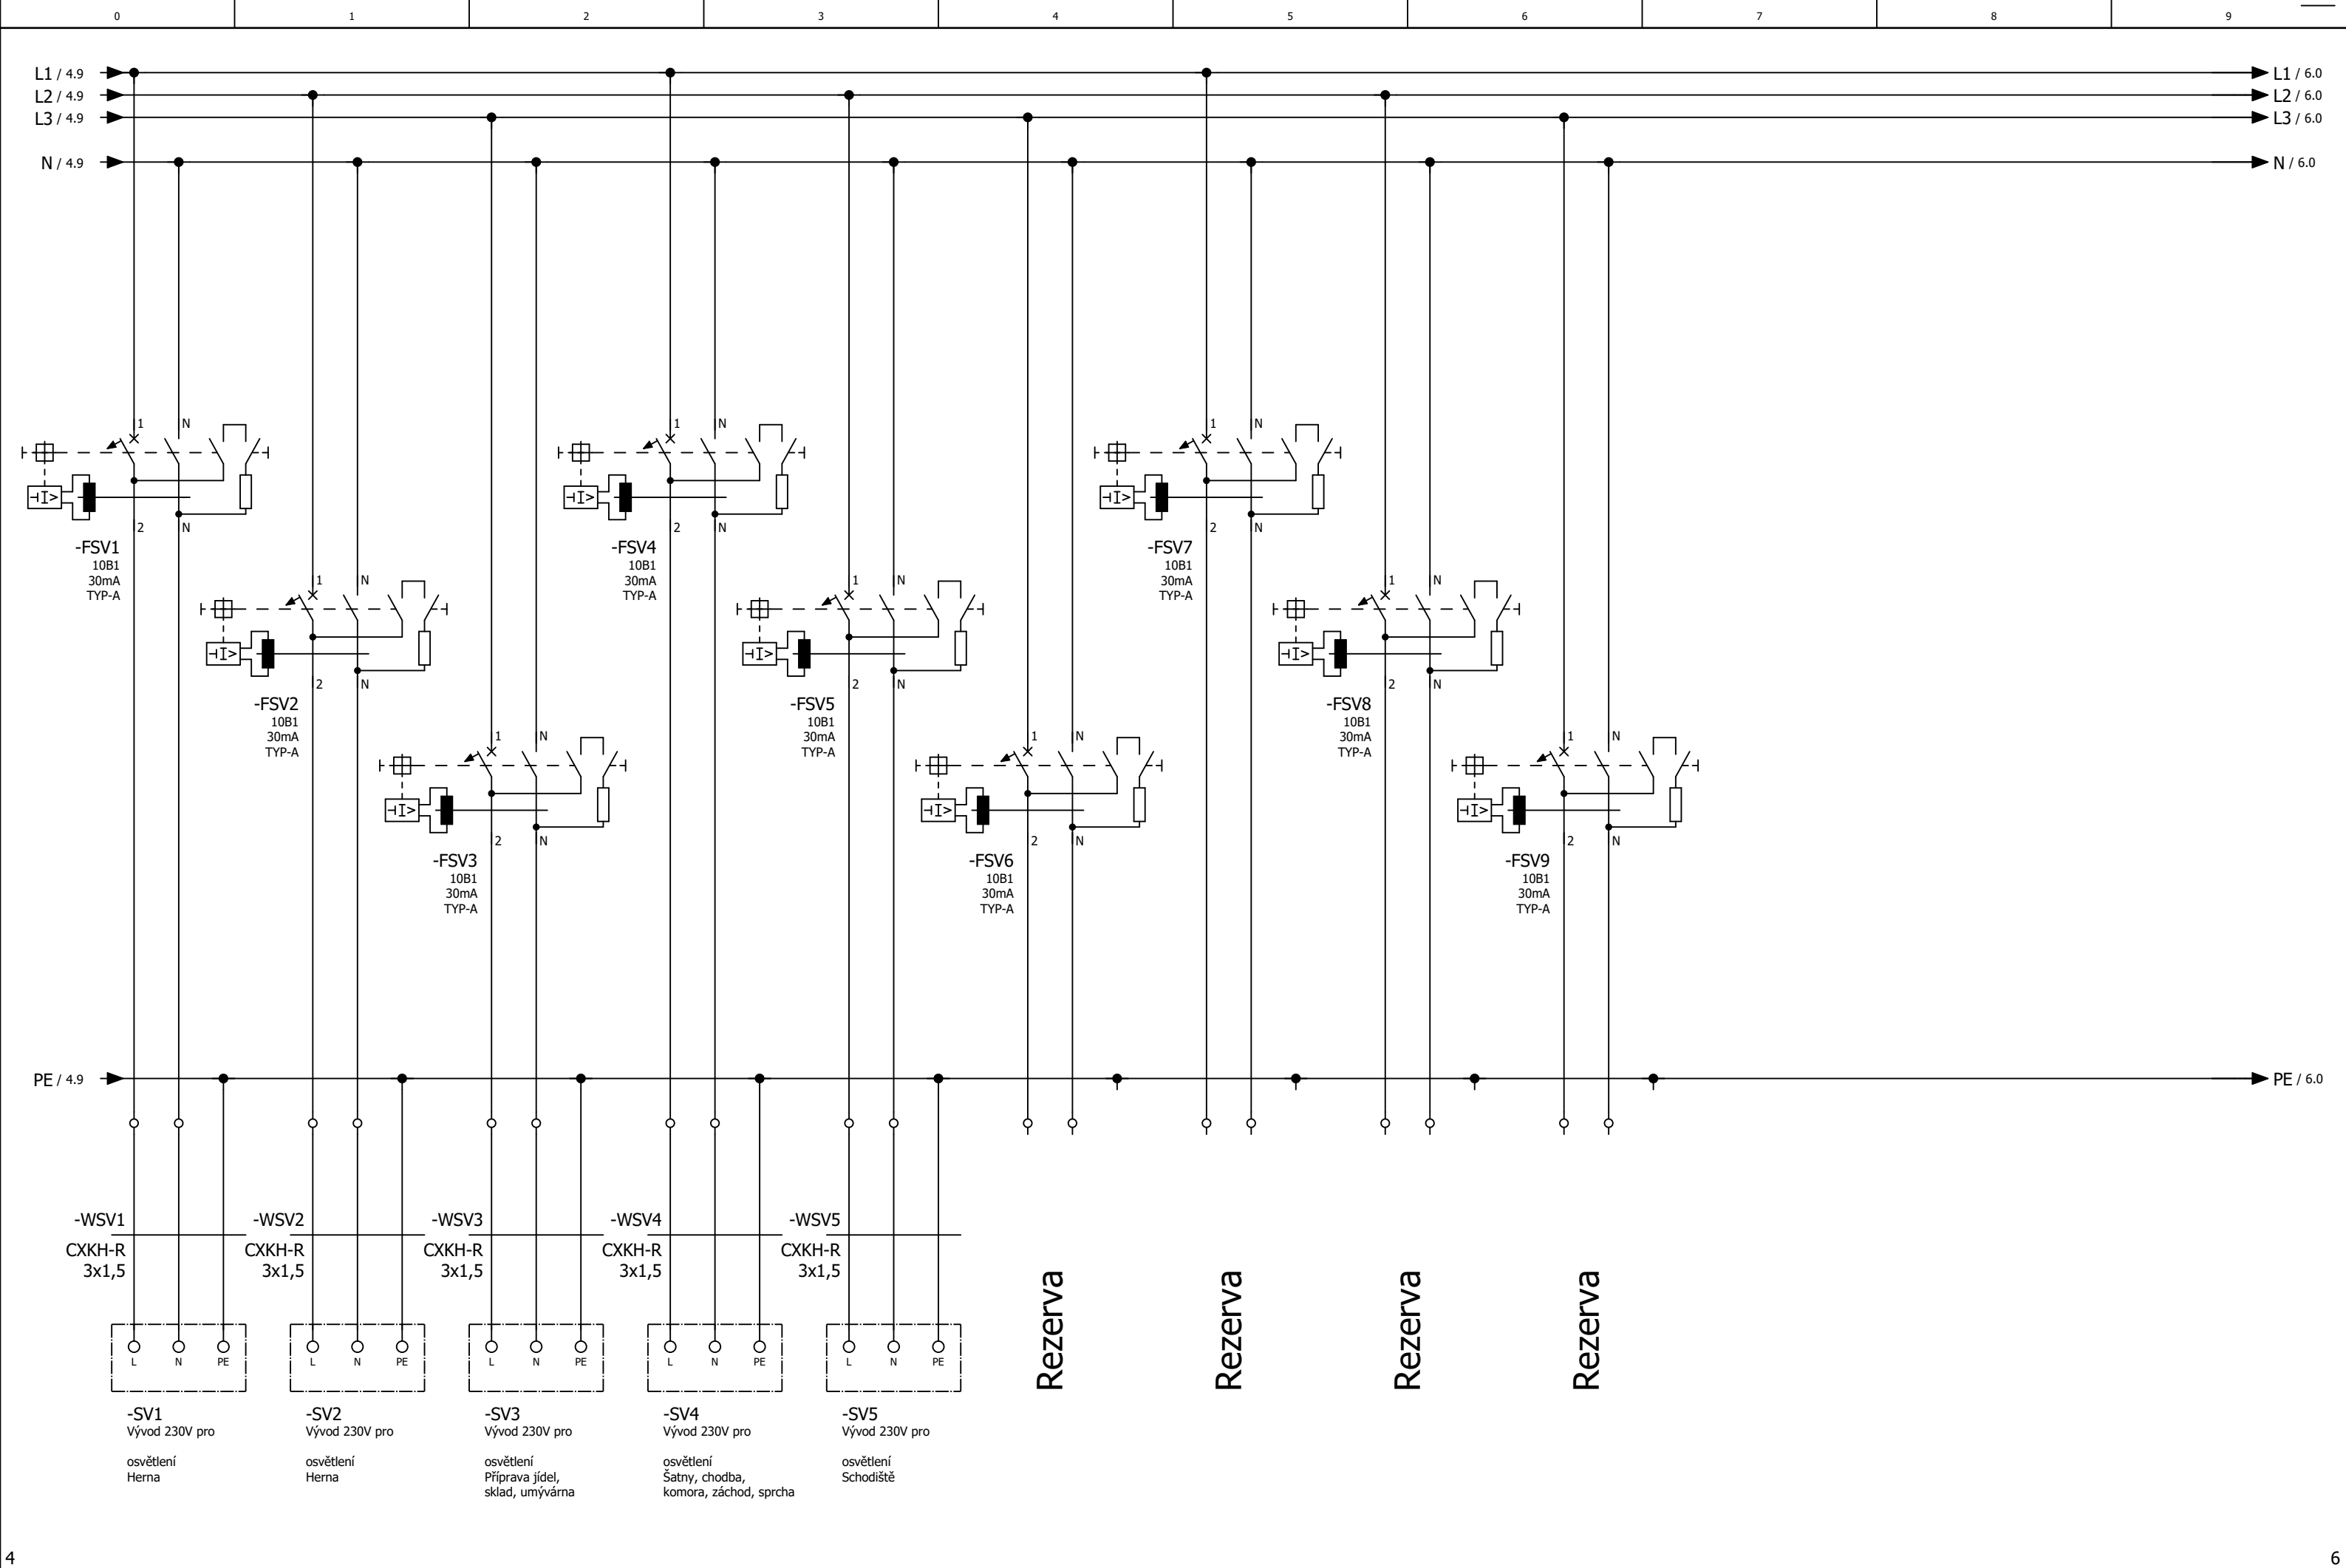 0 1 2 3 4 5 6 7 8 9
L1 / 4.9 L1 / 6.0
L2 / 4.9 L2 / 6.0
L3 / 4.9 L3 / 6.0
N / 4.9 N / 6.0
1 N 1 N 1 N
-I> -I> -I>
2 N 2 N 2 N
-FSV1 -FSV4 -FSV7
10B1 10B1 10B1
30mA 30mA 30mA
TYP-A TYP-A TYP-A
1 N 1 N 1 N
-I> -I> -I>
2 N 2 N 2 N
-FSV2 -FSV5 -FSV8
10B1 10B1 10B1
30mA 30mA 30mA
TYP-A TYP-A TYP-A
1 N 1 N 1 N
-I> -I> -I>
2 N 2 N 2 N
-FSV3 -FSV6 -FSV9
10B1 10B1 10B1
30mA 30mA 30mA
TYP-A TYP-A TYP-A
PE / 4.9 PE / 6.0
-WSV1 -WSV2 -WSV3 -WSV4 -WSV5
CXKH-R CXKH-R CXKH-R CXKH-R CXKH-R
3x1,5 3x1,5 3x1,5 3x1,5 3x1,5
Rezerva
Rezerva
Rezerva
Rezerva
L N PE L N PE L N PE L N PE L N PE
-SV1
Vývod 230V pro
osvětlení
Herna
-SV2
Vývod 230V pro
osvětlení
Herna
-SV3
Vývod 230V pro
osvětlení
Příprava jídel,
sklad, umývárna
-SV4
Vývod 230V pro
osvětlení
Šatny, chodba,
komora, záchod, sprcha
-SV5
Vývod 230V pro
osvětlení
Schodiště
4 6